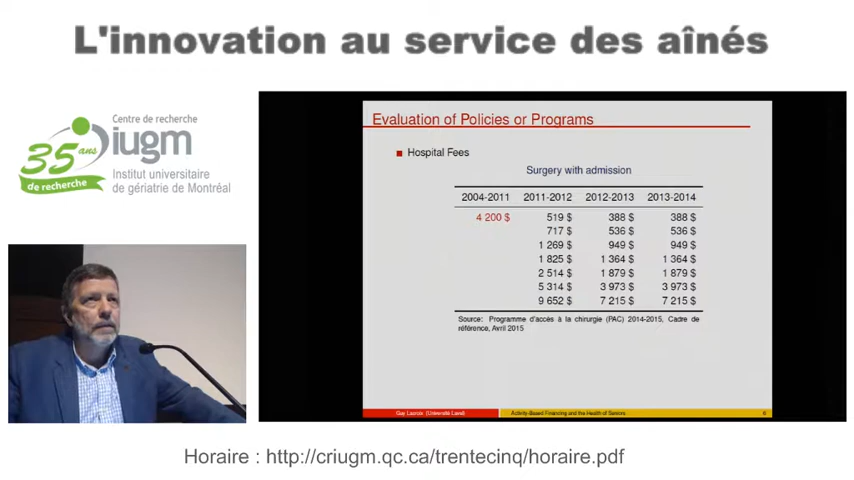 L'innovation au service des aînés
Centre de recherche
iugm
35 ans
de recherche
Institut universitaire
de gériatrie de Montréal
Evaluation of Policies or Programs
Hospital Fees
Surgery with admission
2004-2011 2011-2012 2012-2013 2013-2014
4 200 $ 519 $ 388 $ 388 $
717 $ 536 $ 536 $
1 269 $ 949 $ 949 $
1 825 $ 1 364 $ 1 364 $
2 514 $ 1 879 $ 1 879 $
5 314 $ 3 973 $ 3 973 $
9 652 $ 7 215 $ 7 215 $
Source: Programme d'accès à la chirurgie (PAC) 2014-2015, Cadre de
référence, Avril 2015
Guy Lacroix (Université Laval) Activity-Based Financing and the Health of Seniors 6
Horaire : http://criugm.qc.ca/trentecinq/horaire.pdf